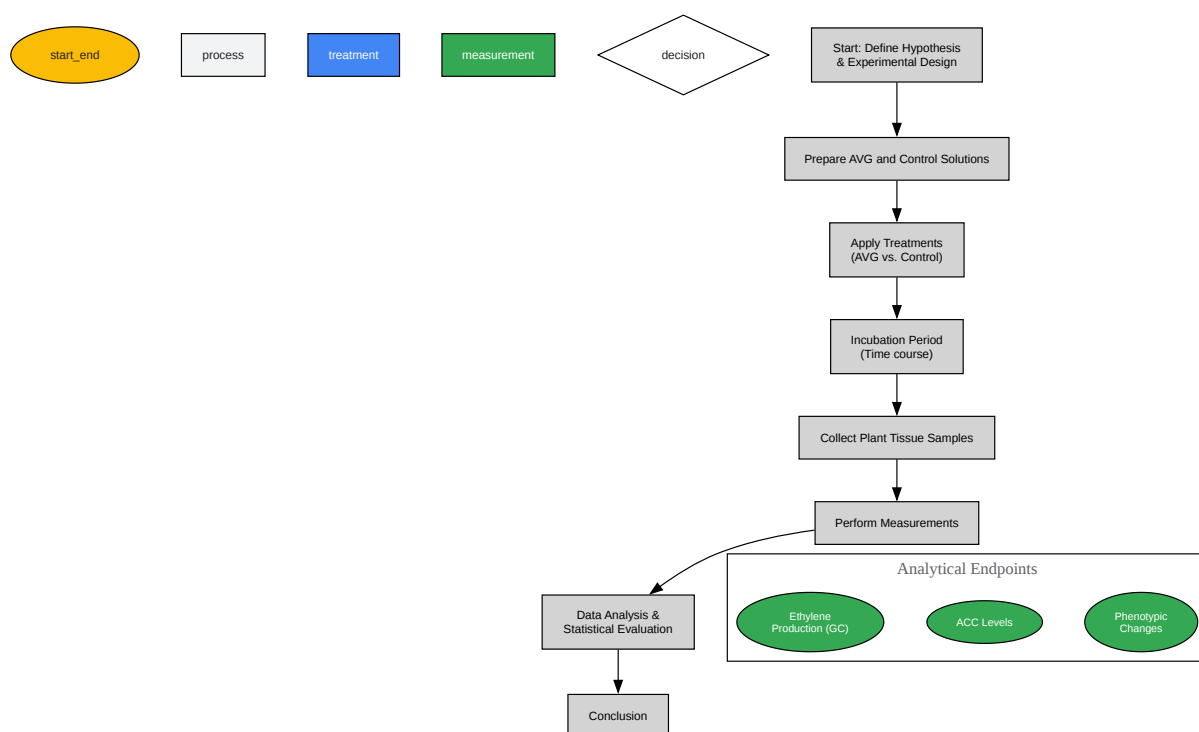 start_end
process
treatment
measurement
decision
Start: Define Hypothesis
& Experimental Design
Prepare AVG and Control Solutions
Apply Treatments
(AVG vs. Control)
Incubation Period
(Time course)
Collect Plant Tissue Samples
Perform Measurements
Analytical Endpoints
Data Analysis &
Statistical Evaluation
Ethylene
Production (GC)
ACC Levels
Phenotypic
Changes
Conclusion